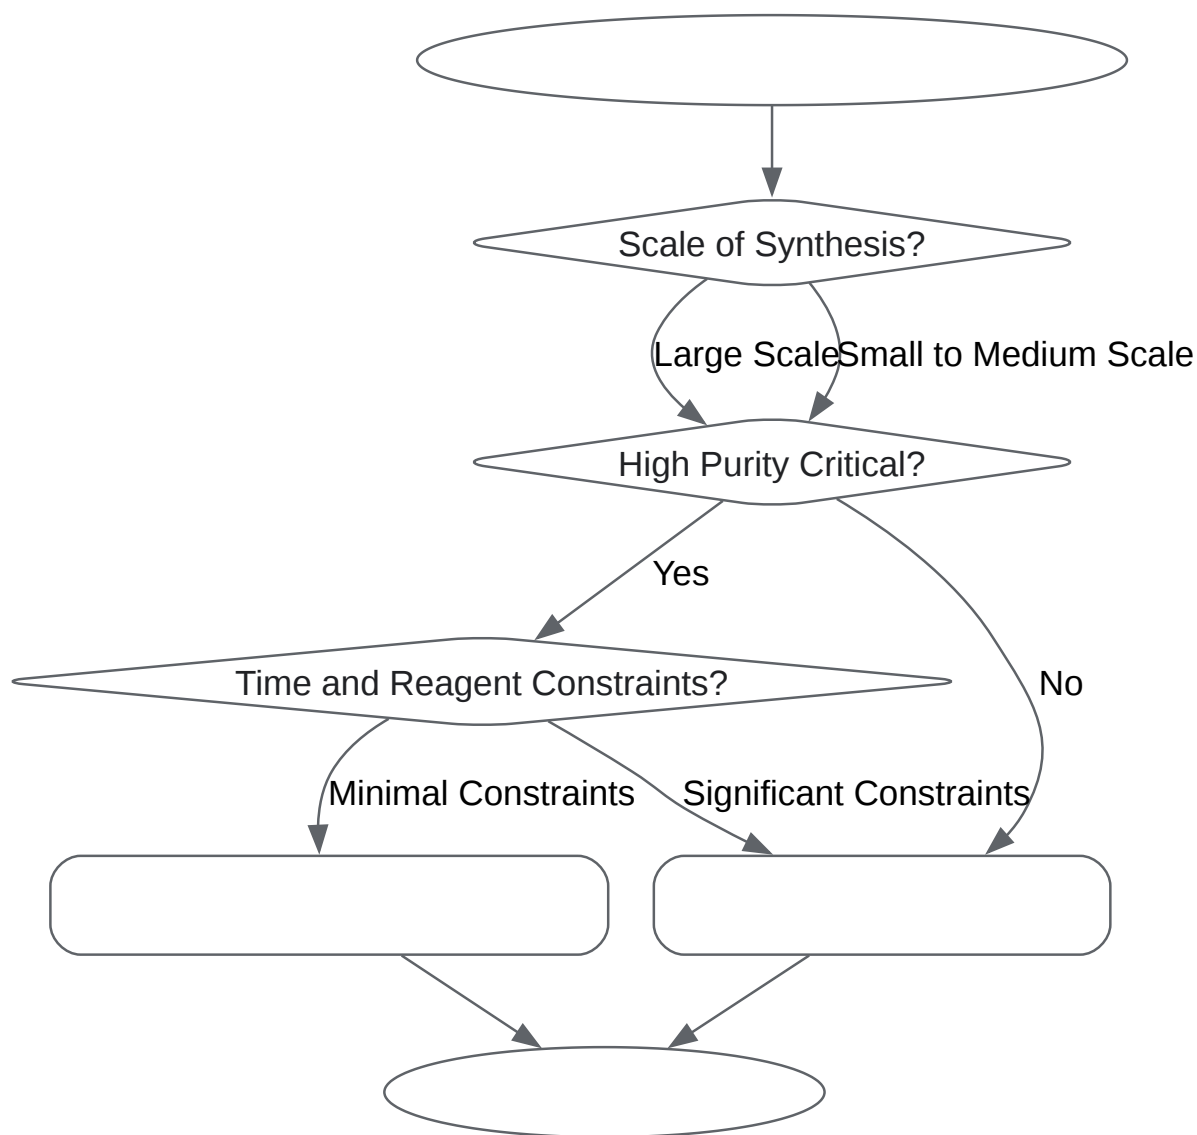 Scale of Synthesis?
Large Scale
Small to Medium Scale
High Purity Critical?
Yes
Time and Reagent Constraints?
No
Minimal Constraints
Significant Constraints